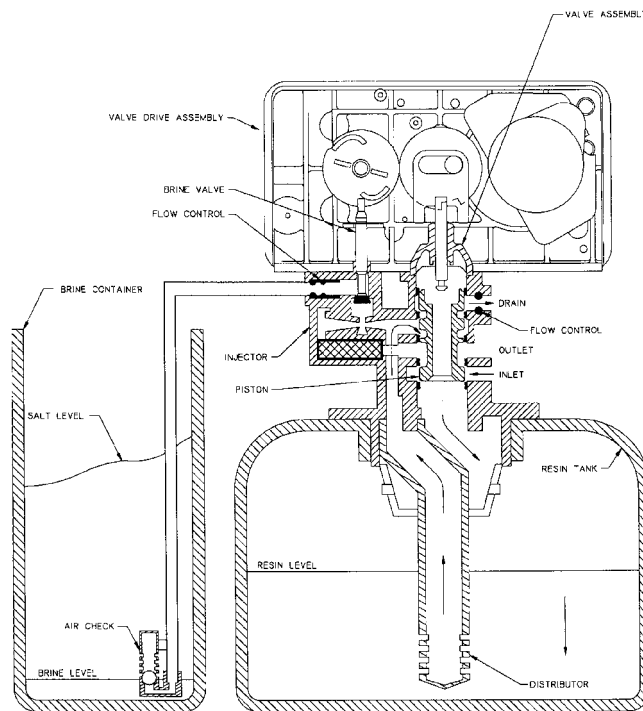 VALVE ASSEMBLY
VALVE DRIVE ASSEMBLY
BRINE VALVE
FLOW CONTROL
BRINE CONTAINER
DRAIN
FLOW CONTROL
INJECTOR
OUTLET
INLET
PISTON
SALT LEVEL
RESIN TANK
RESIN LEVEL
AIR CHECK
BRINE LEVEL
DISTRIBUTOR